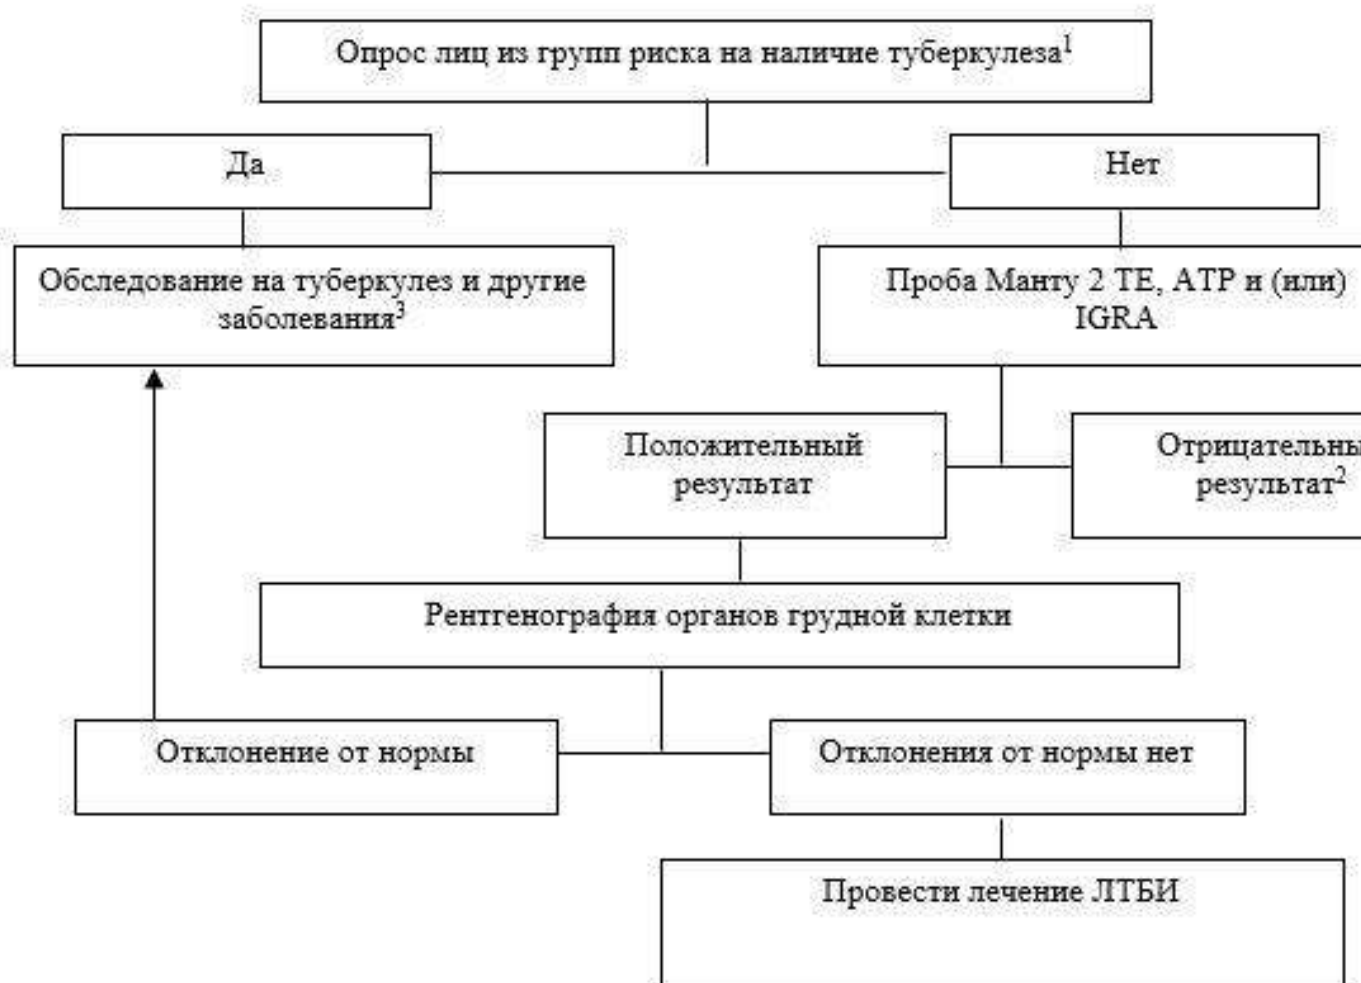 Опрос лиц из групп риска на наличие туберкулеза¹
Да
Нет
Обследование на туберкулез и другие
заболевания³
Проба Манту 2 ТЕ, АТР и (или)
IGRA
Положительный
результат
Отрицательны
результат²
Рентгенография органов грудной клетки
Отклонение от нормы
Отклонения от нормы нет
Провести лечение ЛТБИ